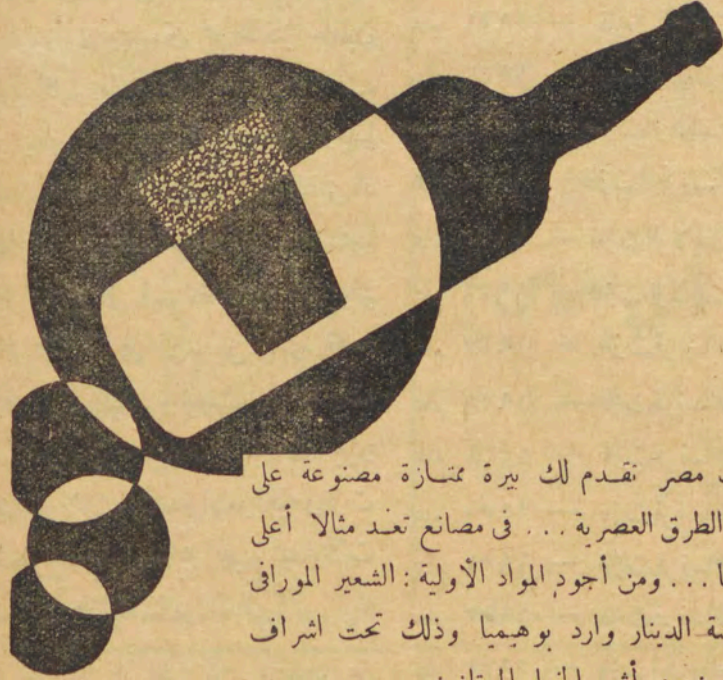 مصر تقدم لك بيرة ممتازة مصنوعة على
الطرق العصرية ... فى مصانع تعد مثالا أعلى
... ومن أجود المواد الأولية : الشعير المورافى
الدينار وارد بوهيميا وذلك تحت اشراف